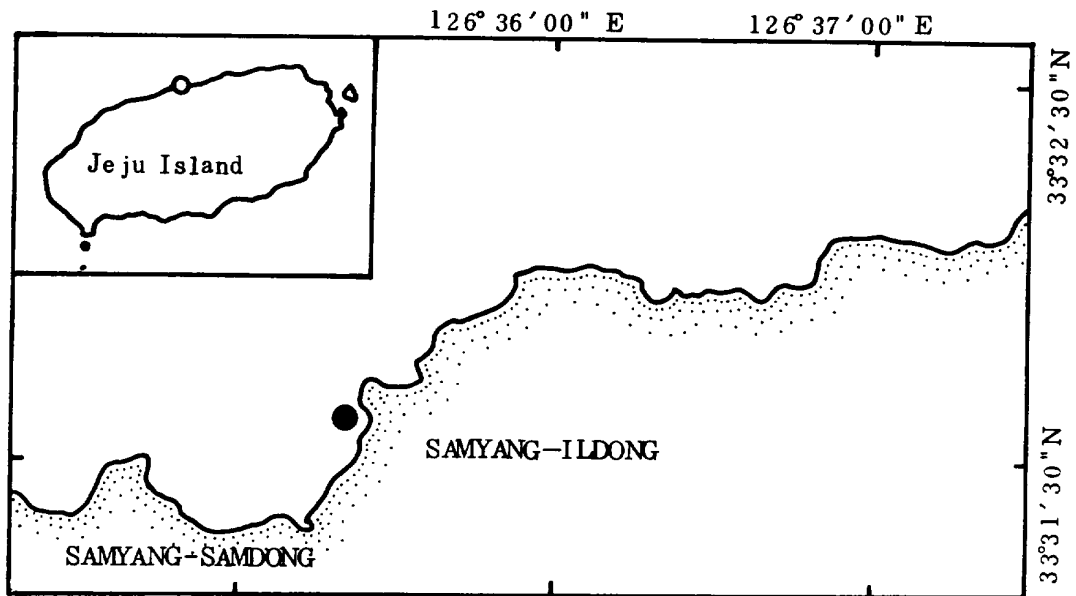 126° 36′ 00″ E 126° 37′ 00″ E
Jeju Island
33°32′30″N
SAMYANG-ILDONG
33°31′30″N
SAMYANG-SAMDONG